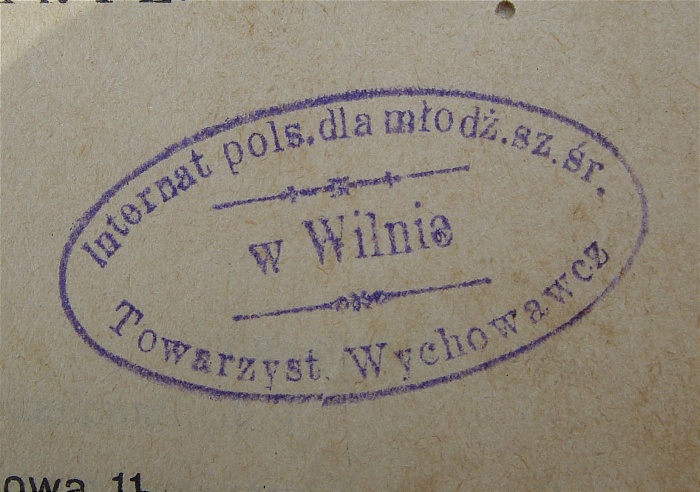 Internat pols. dla młodź. sz. śr.
w Wilnie
Towarzyst. Wychowawcz
owa 11